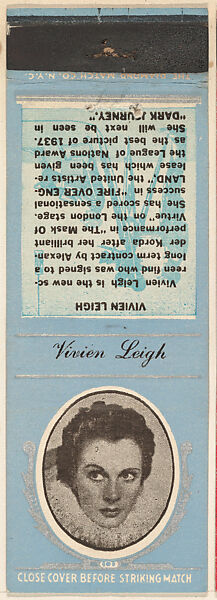 THE DIAMOND MATCH CO. N.Y.C.
VIVIEN LEIGH
Vivien Leigh is the new sc-
reen find who was signed to a
long term contract by Alexan-
der Korda after her brilliant
performance in "The Mask Of
Virtue," on the London stage.
She has scored a sensational
success in "FIRE OVER ENG-
LAND," the United Artists re-
lease which has been given
the League of Nations Award
as the best picture of 1937.
She will be next seen in
"DARK JOURNEY".
Vivien Leigh
CLOSE COVER BEFORE STRIKING MATCH